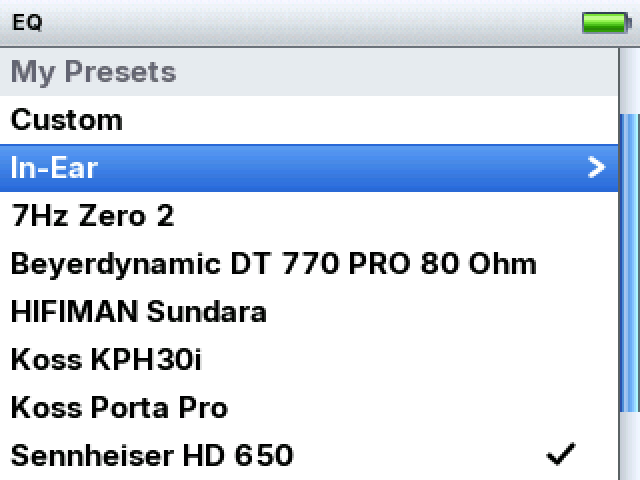 EQ
My Presets
Custom
In-Ear
7Hz Zero 2
Beyerdynamic DT 770 PRO 80 Ohm
HIFIMAN Sundara
Koss KPH30i
Koss Porta Pro
Sennheiser HD 650